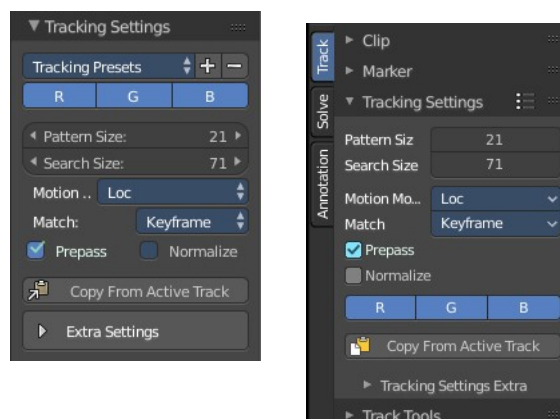 Tracking Settings
Tracking Presets
R G B
Pattern Size: 21
Search Size: 71
Motion .. Loc
Match: Keyframe
Prepass Normalize
Copy From Active Track
Extra Settings
Track
Solve
Annotation
Clip
Marker
Tracking Settings
Pattern Siz 21
Search Size 71
Motion Mo... Loc
Match Keyframe
Prepass
Normalize
R G B
Copy From Active Track
Tracking Settings Extra
Track Tools